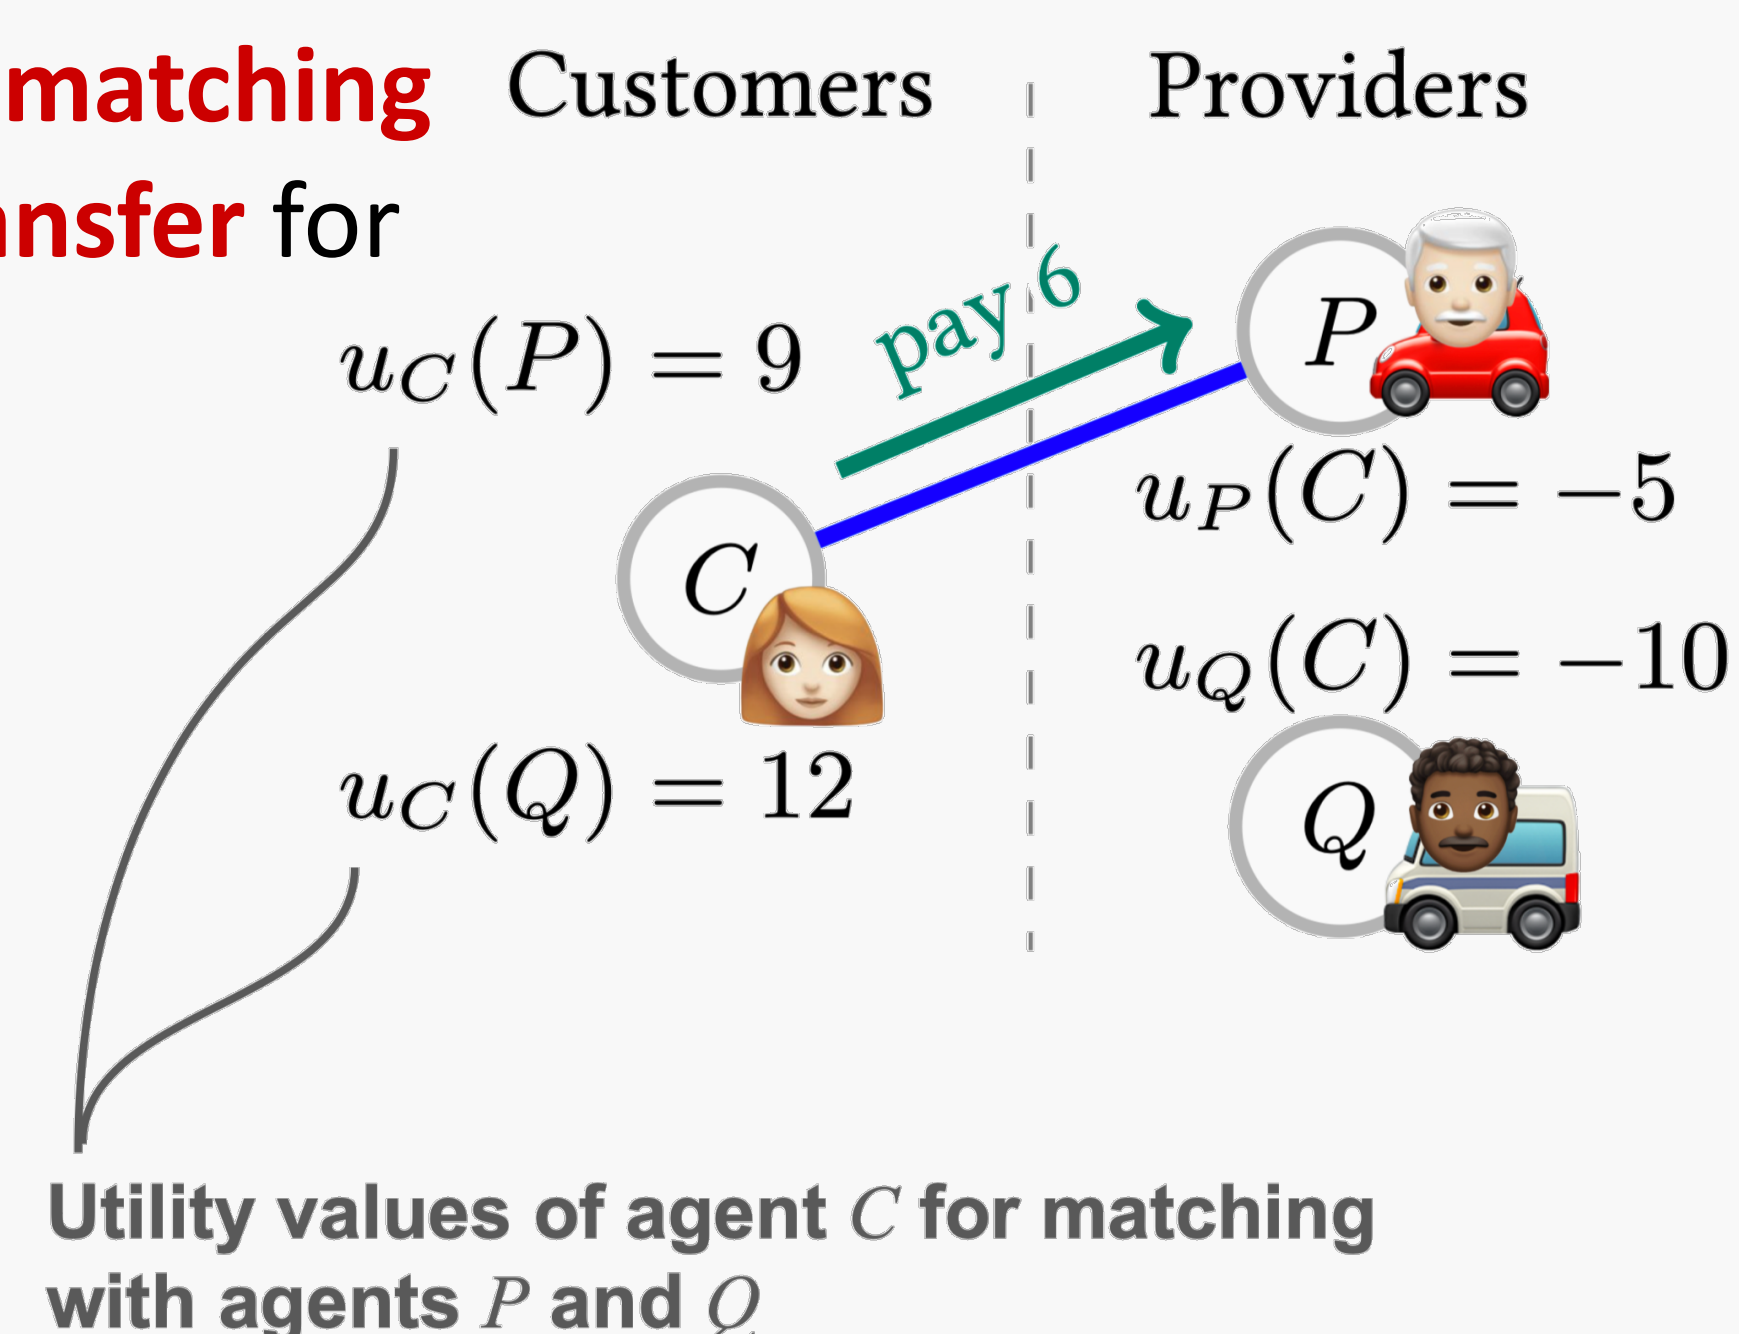 matching
ansfer for
Customers
Providers
pay 6
u_C(P) = 9
P
u_P(C) = −5
C
u_Q(C) = −10
u_C(Q) = 12
Q
Utility values of agent C for matching
with agents P and Q